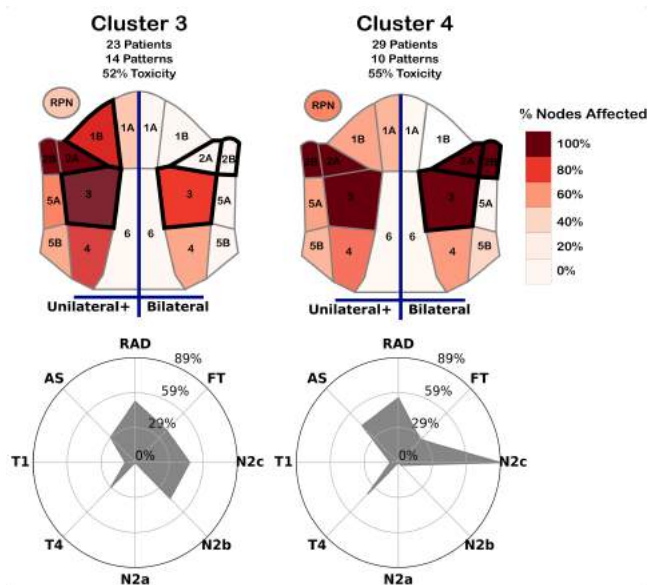 Cluster 3
23 Patients
14 Patterns
52% Toxicity
RPN
1B
1A
1A
1B
2B
2A
2A
2B
3
3
5A
5A
5B
4
6
6
4
5B
Unilateral+
Bilateral
Cluster 4
29 Patients
10 Patterns
55% Toxicity
RPN
1B
1A
1A
1B
2B
2A
2A
2B
3
3
5A
5A
5B
4
6
6
4
5B
Unilateral+
Bilateral
% Nodes Affected
100%
80%
60%
40%
20%
0%
RAD
89%
AS
FT
59%
29%
T1
0%
N2c
T4
N2b
N2a
RAD
89%
AS
FT
59%
29%
T1
0%
N2c
T4
N2b
N2a